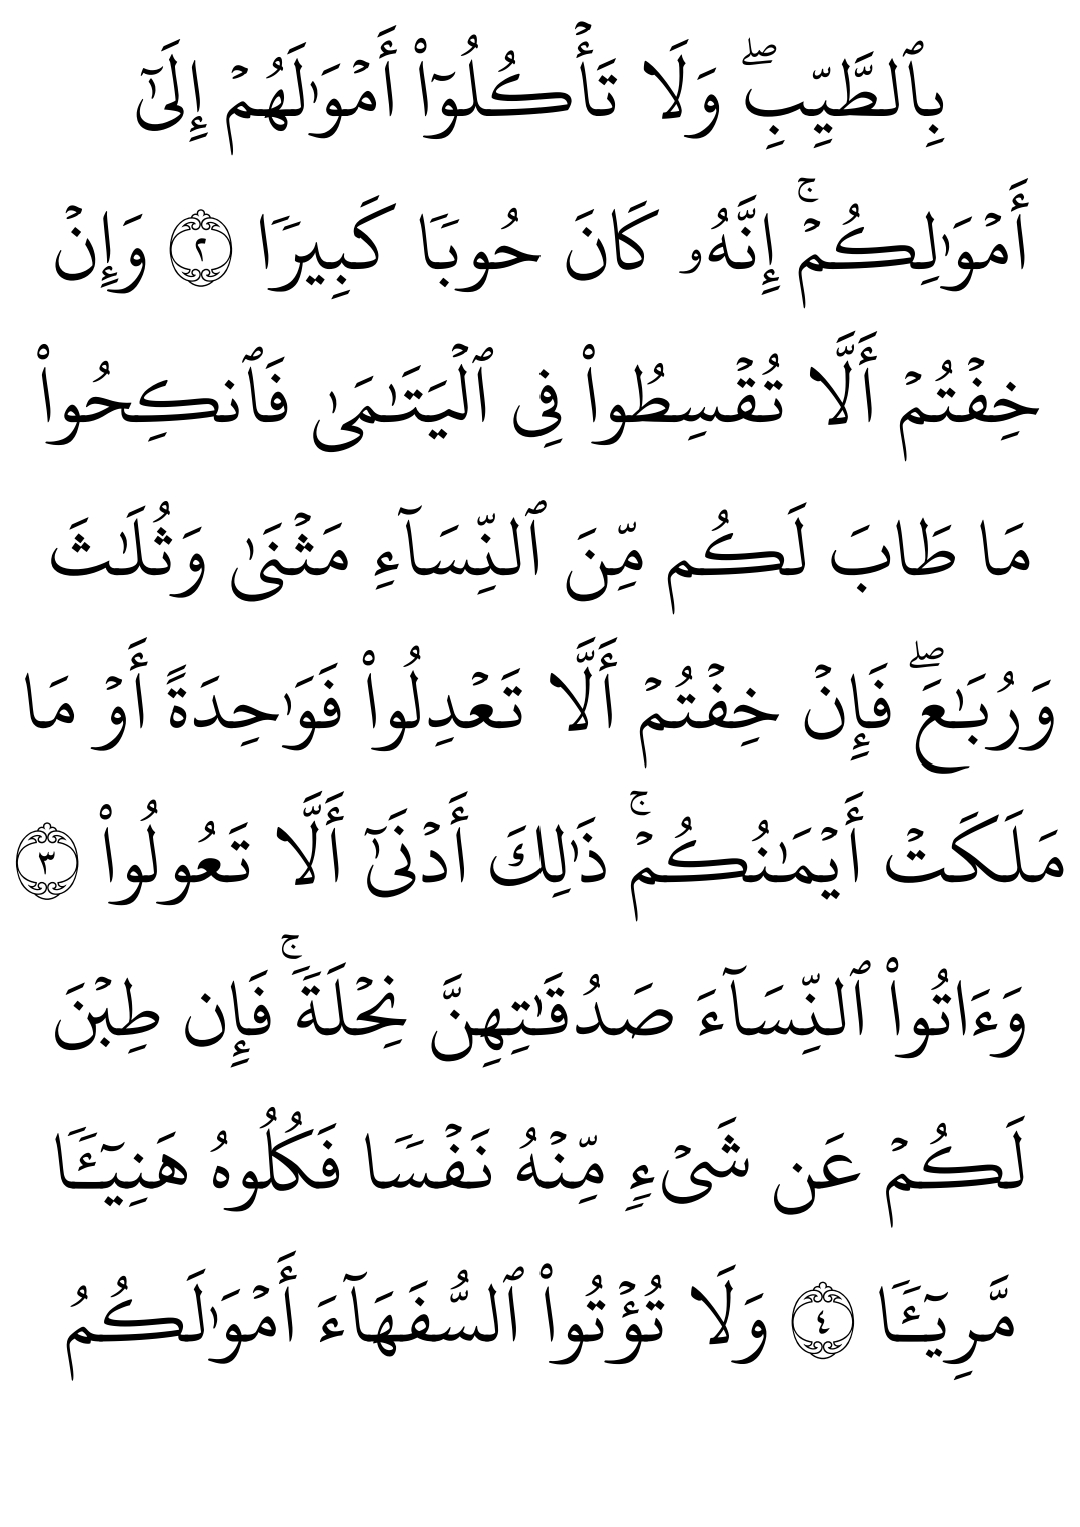 بِٱلطَّيِّبِۖ وَلَا تَأۡكُلُوٓاْ أَمۡوَٰلَهُمۡ إِلَىٰٓ
أَمۡوَٰلِكُمۡۚ إِنَّهُۥ كَانَ حُوبٗا كَبِيرٗا ٢ وَإِنۡ
خِفۡتُمۡ أَلَّا تُقۡسِطُواْ فِي ٱلۡيَتَٰمَىٰ فَٱنكِحُواْ
مَا طَابَ لَكُم مِّنَ ٱلنِّسَآءِ مَثۡنَىٰ وَثُلَٰثَ
وَرُبَٰعَۖ فَإِنۡ خِفۡتُمۡ أَلَّا تَعۡدِلُواْ فَوَٰحِدَةً أَوۡ مَا
مَلَكَتۡ أَيۡمَٰنُكُمۡۚ ذَٰلِكَ أَدۡنَىٰٓ أَلَّا تَعُولُواْ ٣
وَءَاتُواْ ٱلنِّسَآءَ صَدُقَٰتِهِنَّ نِحۡلَةٗۚ فَإِن طِبۡنَ
لَكُمۡ عَن شَيۡءٖ مِّنۡهُ نَفۡسٗا فَكُلُوهُ هَنِيٓـٔٗا
مَّرِيٓـٔٗا ٤ وَلَا تُؤۡتُواْ ٱلسُّفَهَآءَ أَمۡوَٰلَكُمُ